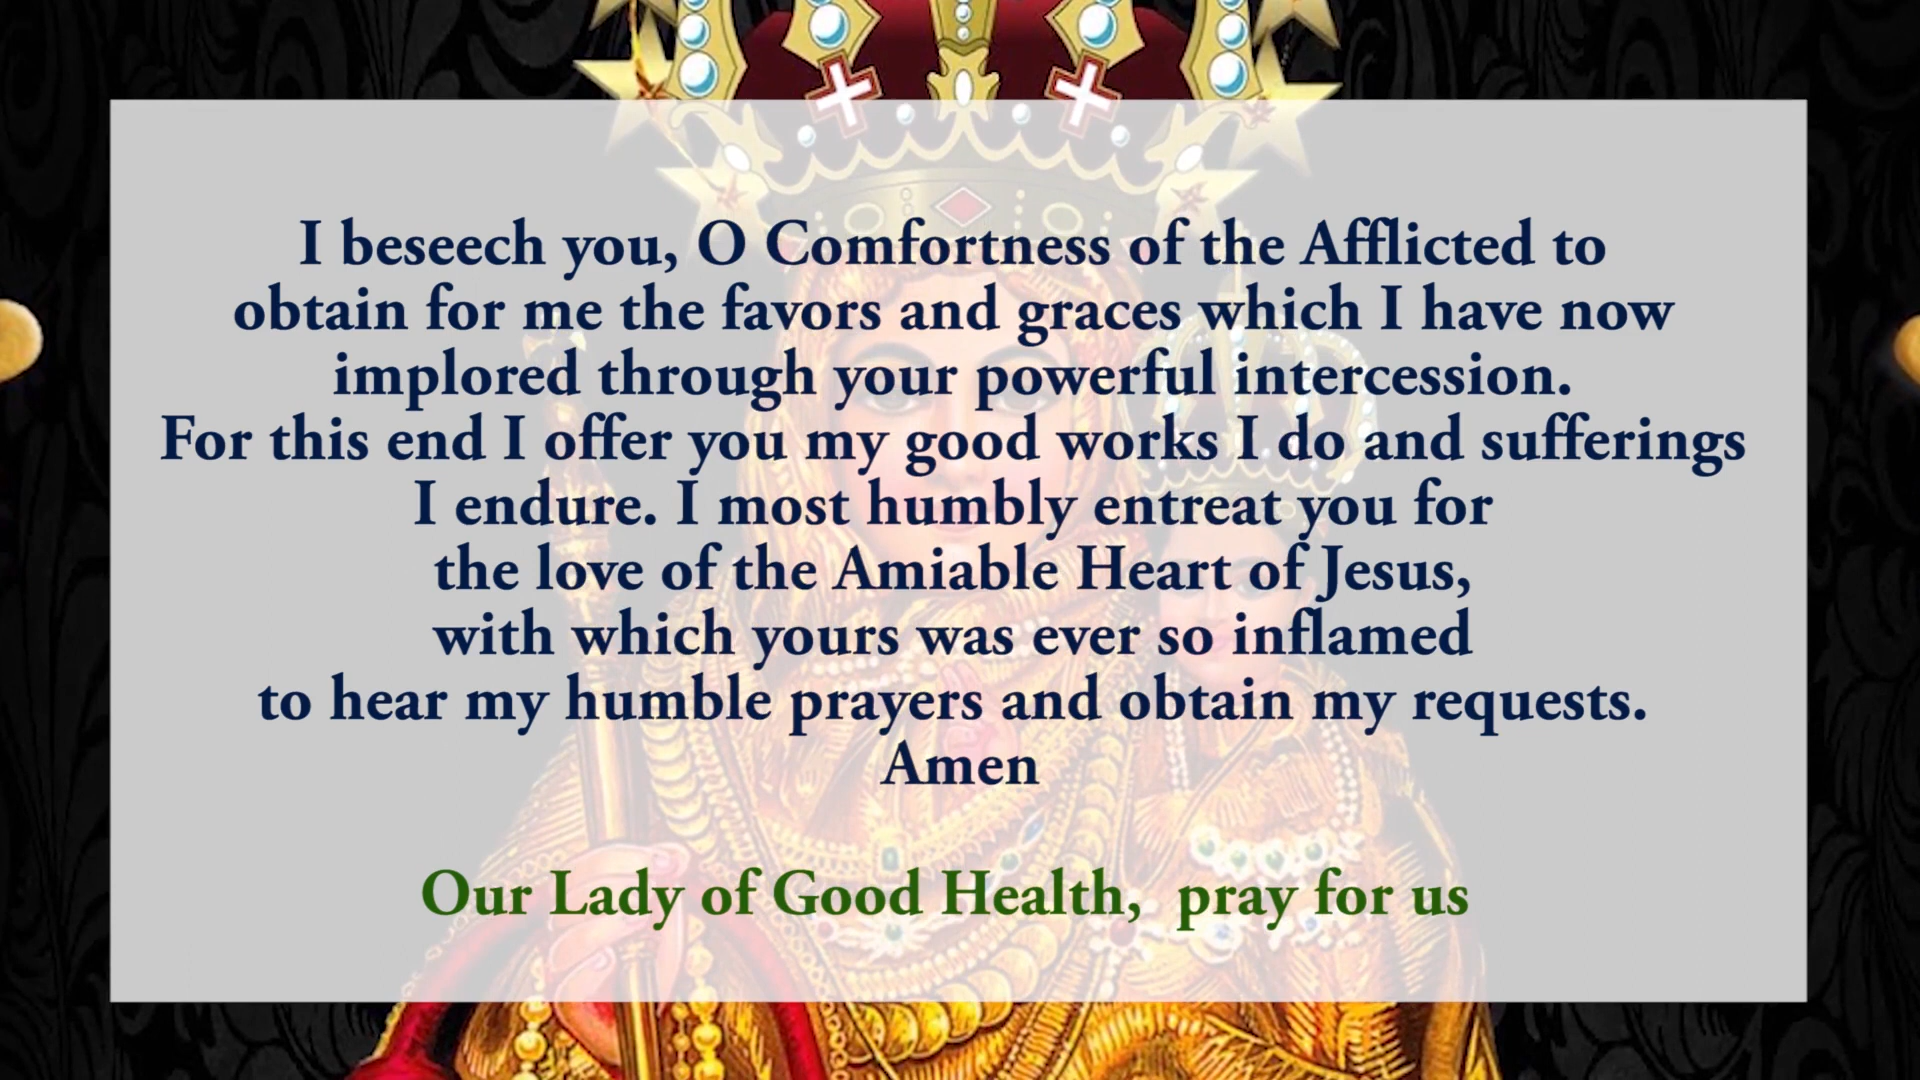 I beseech you, O Comfortness of the Afflicted to
obtain for me the favors and graces which I have now
implored through your powerful intercession.
For this end I offer you my good works I do and sufferings
I endure. I most humbly entreat you for
the love of the Amiable Heart of Jesus,
with which yours was ever so inflamed
to hear my humble prayers and obtain my requests.
Amen
Our Lady of Good Health,  pray for us